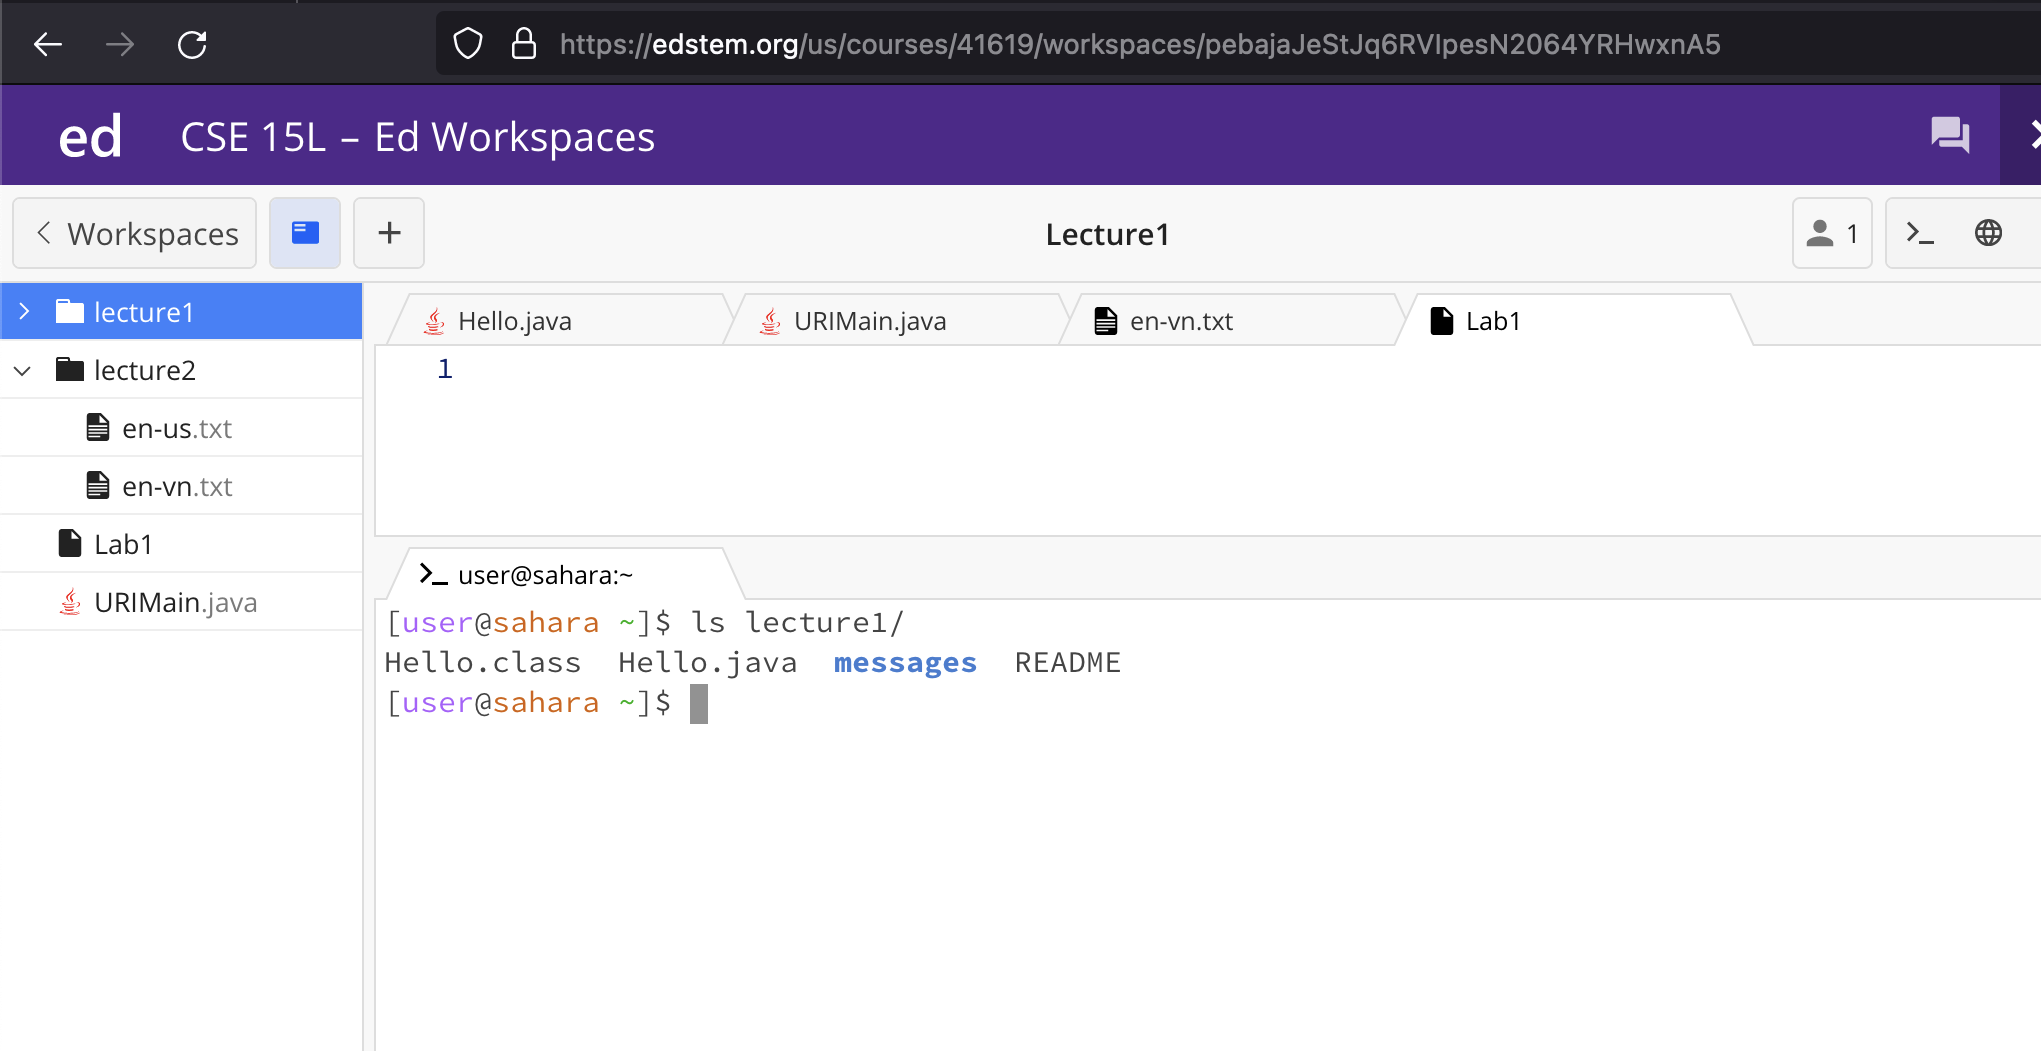 https://edstem.org/us/courses/41619/workspaces/pebajaJeStJq6RVIpesN2064YRHwxnA5
ed CSE 15L – Ed Workspaces
Workspaces
Lecture1
1
lecture1
lecture2
en-us.txt
en-vn.txt
Lab1
URIMain.java
Hello.java URIMain.java en-vn.txt Lab1
1
user@sahara:~
[user@sahara ~]$ ls lecture1/
Hello.class Hello.java messages README
[user@sahara ~]$